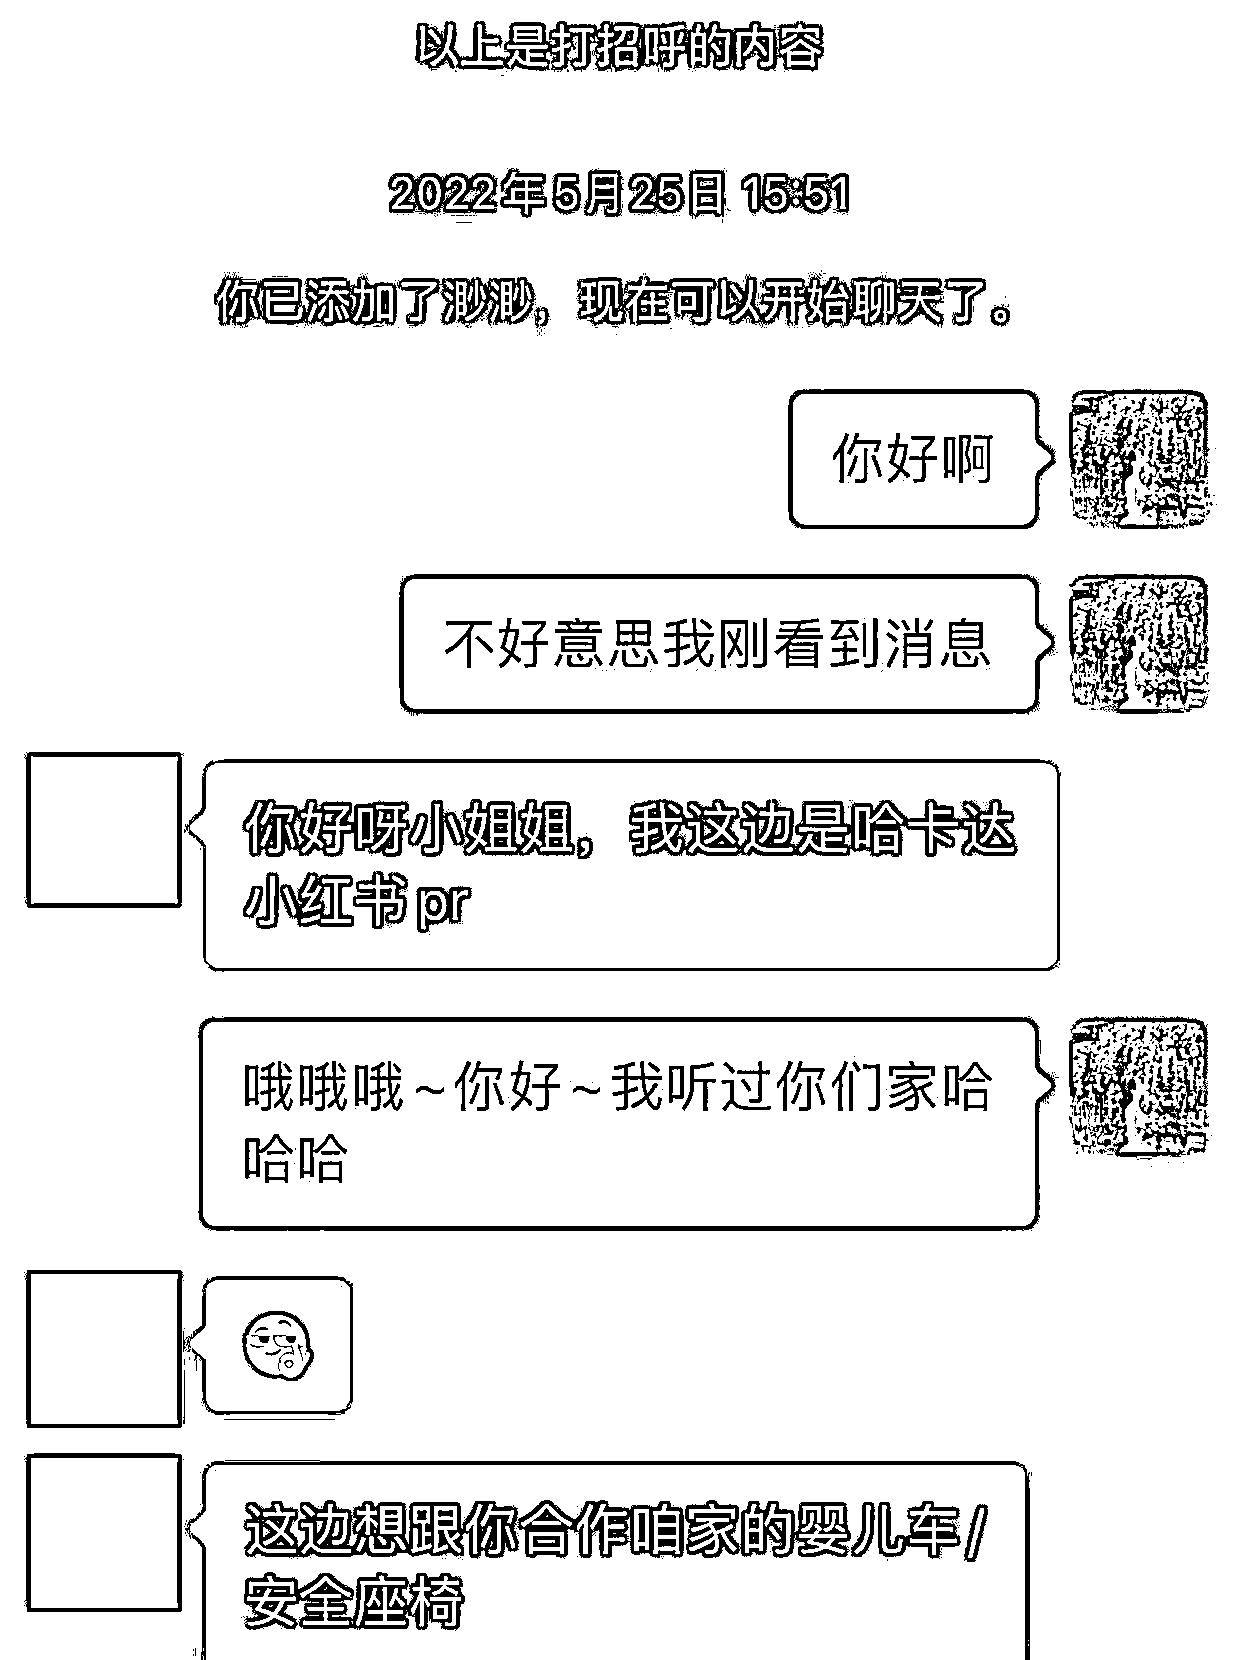 以上是打招呼的内容
2022年5月25日 15:51
你已添加了渺渺，现在可以开始聊天了。
你好啊
不好意思我刚看到消息
你好呀小姐姐，我这边是哈卡达
小红书pr
哦哦哦~你好~我听过你们家哈
哈哈
这边想跟你合作咱家的婴儿车/
安全座椅